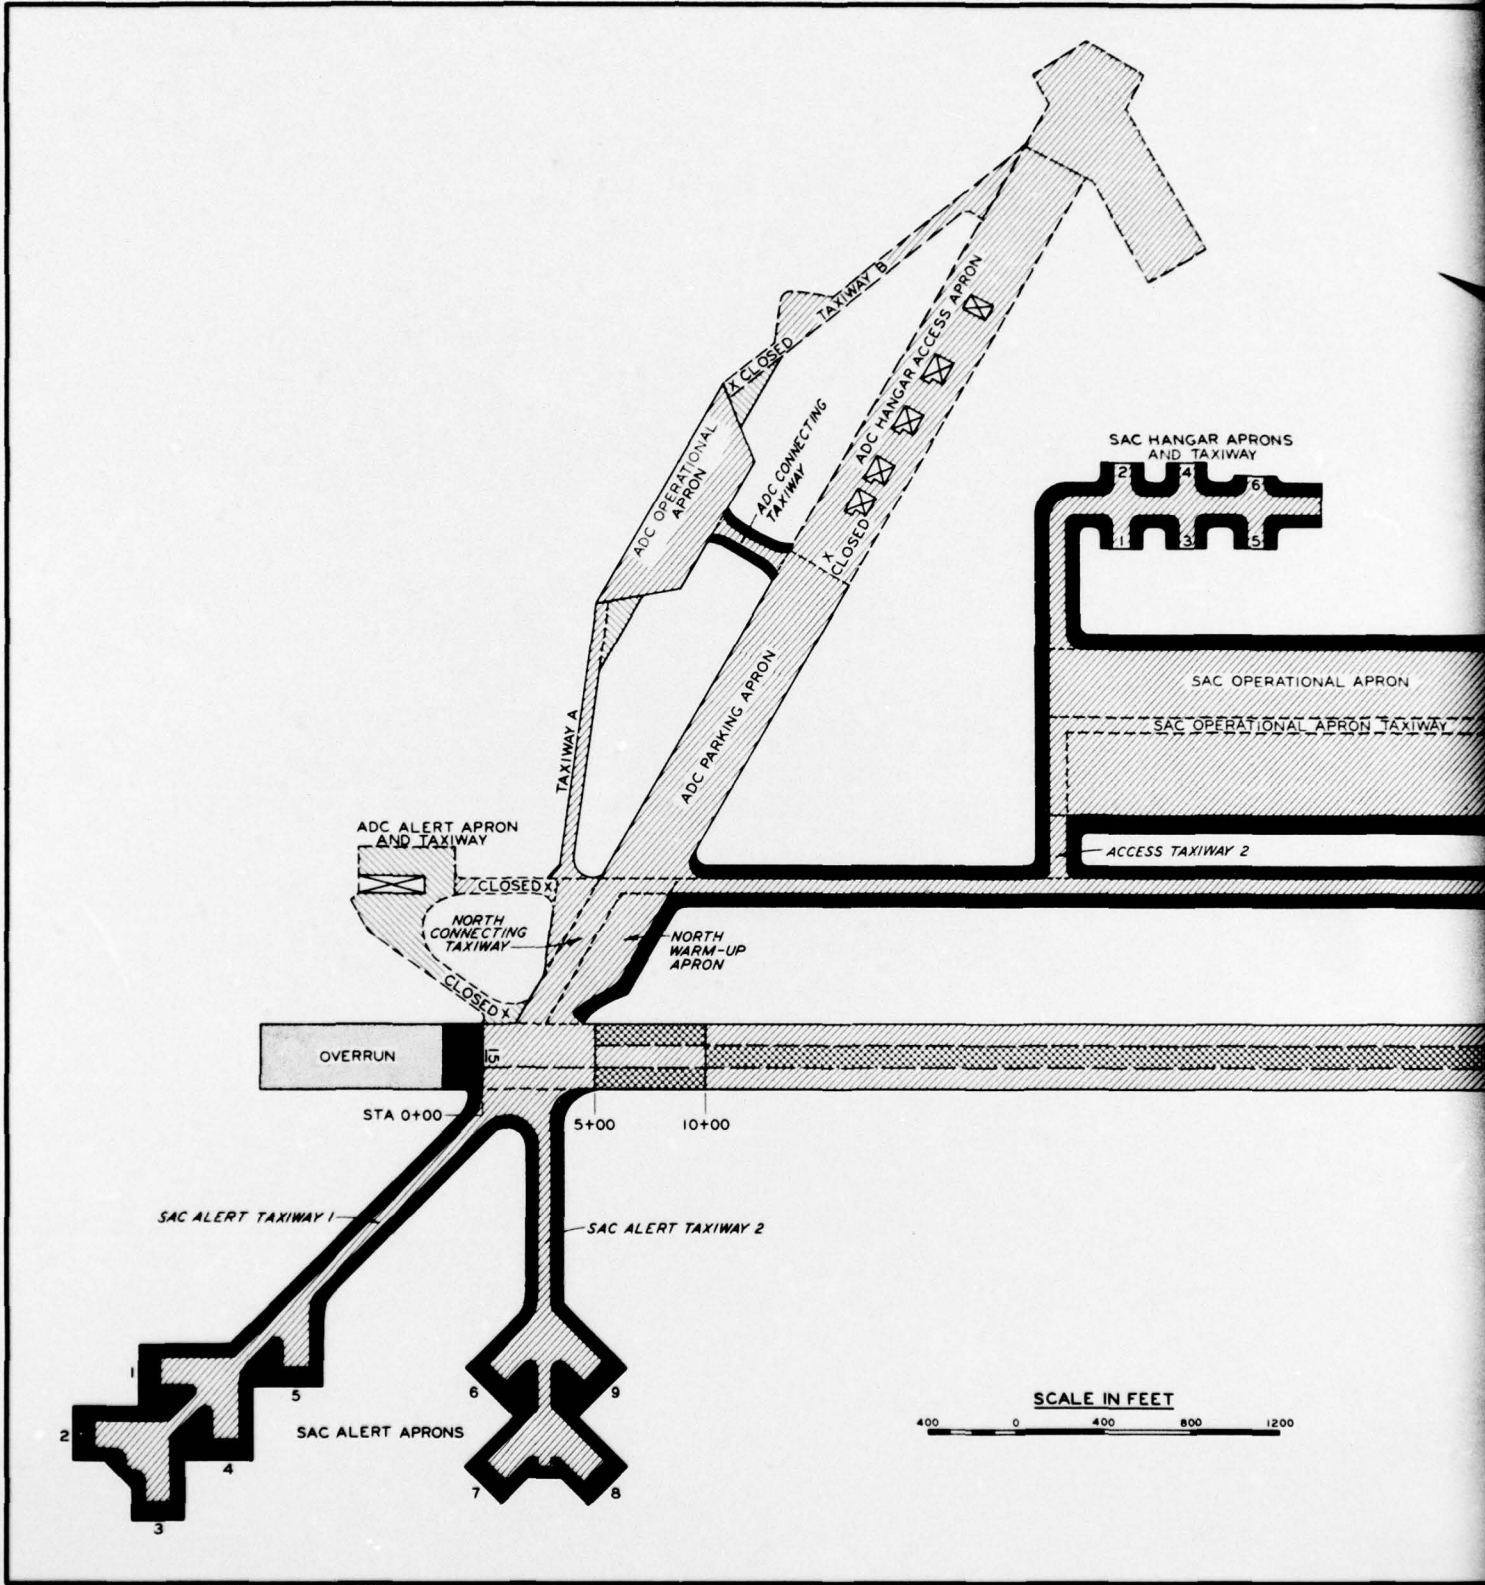 TAXIWAY B
X CLOSED
ADC HANGAR ACCESS APRON
ADC CONNECTING
TAXIWAY
ADC OPERATIONAL
APRON
X
CLOSED
SAC HANGAR APRONS
AND TAXIWAY
2 4 6
1 3 5
SAC OPERATIONAL APRON
SAC OPERATIONAL APRON TAXIWAY
ADC PARKING APRON
TAXIWAY A
ADC ALERT APRON
AND TAXIWAY
ACCESS TAXIWAY 2
CLOSED X
NORTH
CONNECTING
TAXIWAY
NORTH
WARM-UP
APRON
CLOSED X
OVERRUN
15
STA 0+00
5+00
10+00
SAC ALERT TAXIWAY 1
SAC ALERT TAXIWAY 2
1
5
6
9
2
SAC ALERT APRONS
4
7
8
3
SCALE IN FEET
400 0 400 800 1200